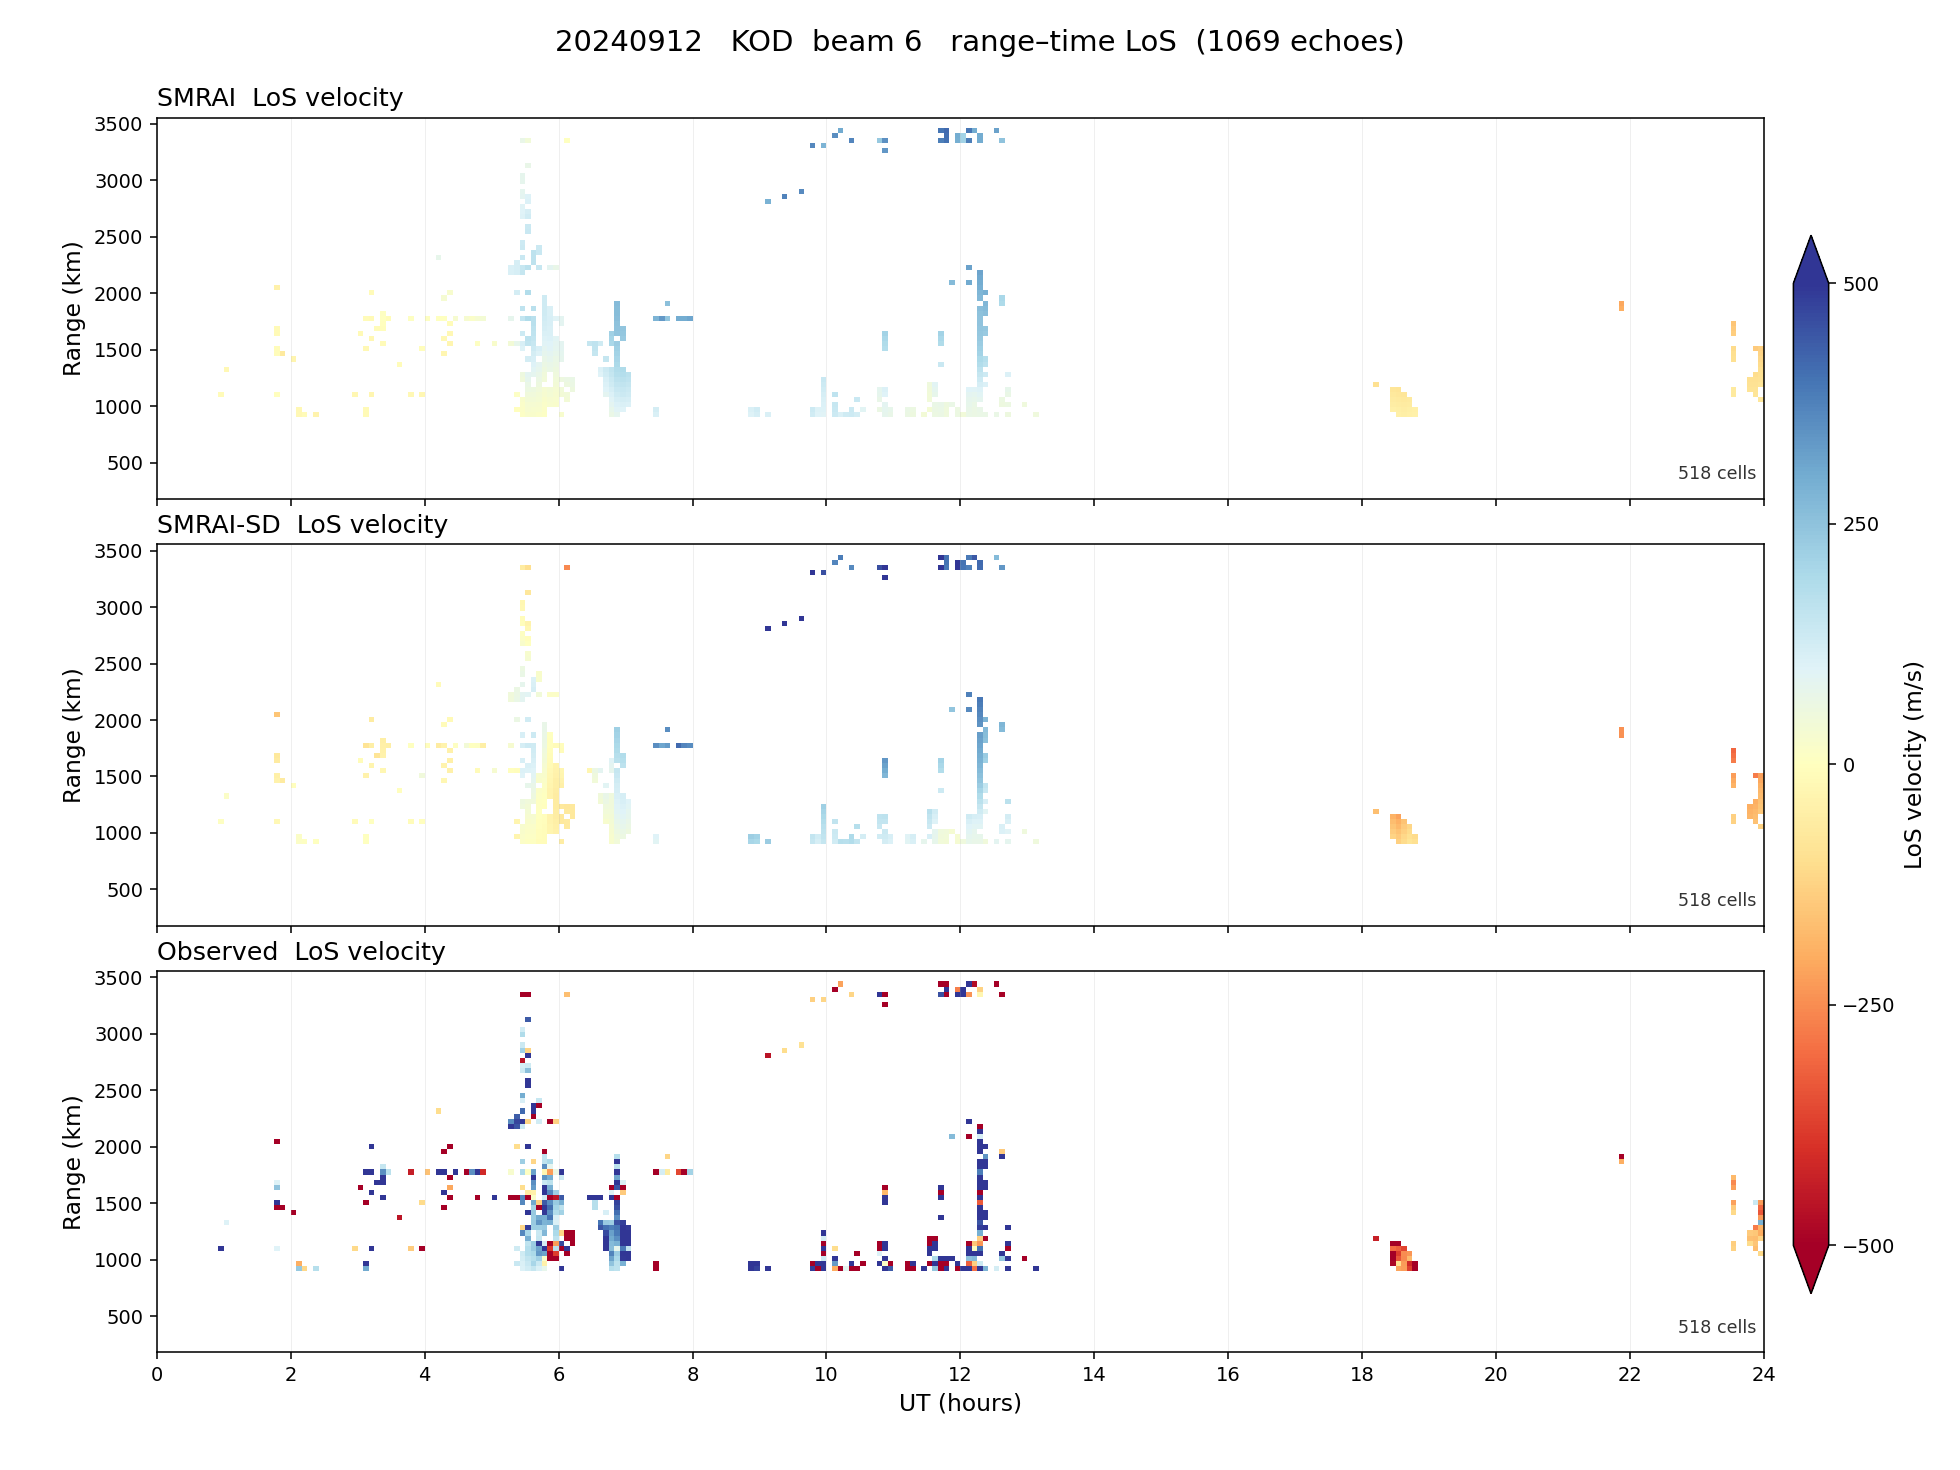 20240912 KOD beam 6 range–time LoS (1069 echoes)
SMRAI LoS velocity
3500
3000
2500
2000
1500
1000
500
Range (km)
518 cells
SMRAI-SD LoS velocity
3500
3000
2500
2000
1500
1000
500
Range (km)
518 cells
Observed LoS velocity
3500
3000
2500
2000
1500
1000
500
Range (km)
518 cells
0 2 4 6 8 10 12 14 16 18 20 22 24
UT (hours)
500
250
0
−250
−500
LoS velocity (m/s)